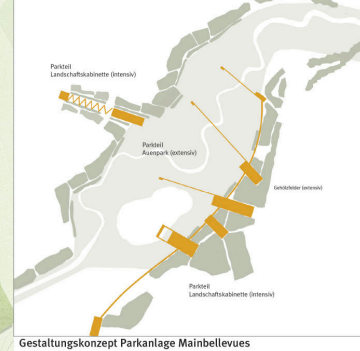 Parkteil
Landschaftskabinette (intensiv)
Parkteil
Auenpark (extensiv)
Gehölzfelder (extensiv)
Parkteil
Landschaftskabinette (intensiv)
Gestaltungskonzept Parkanlage Mainbellevues